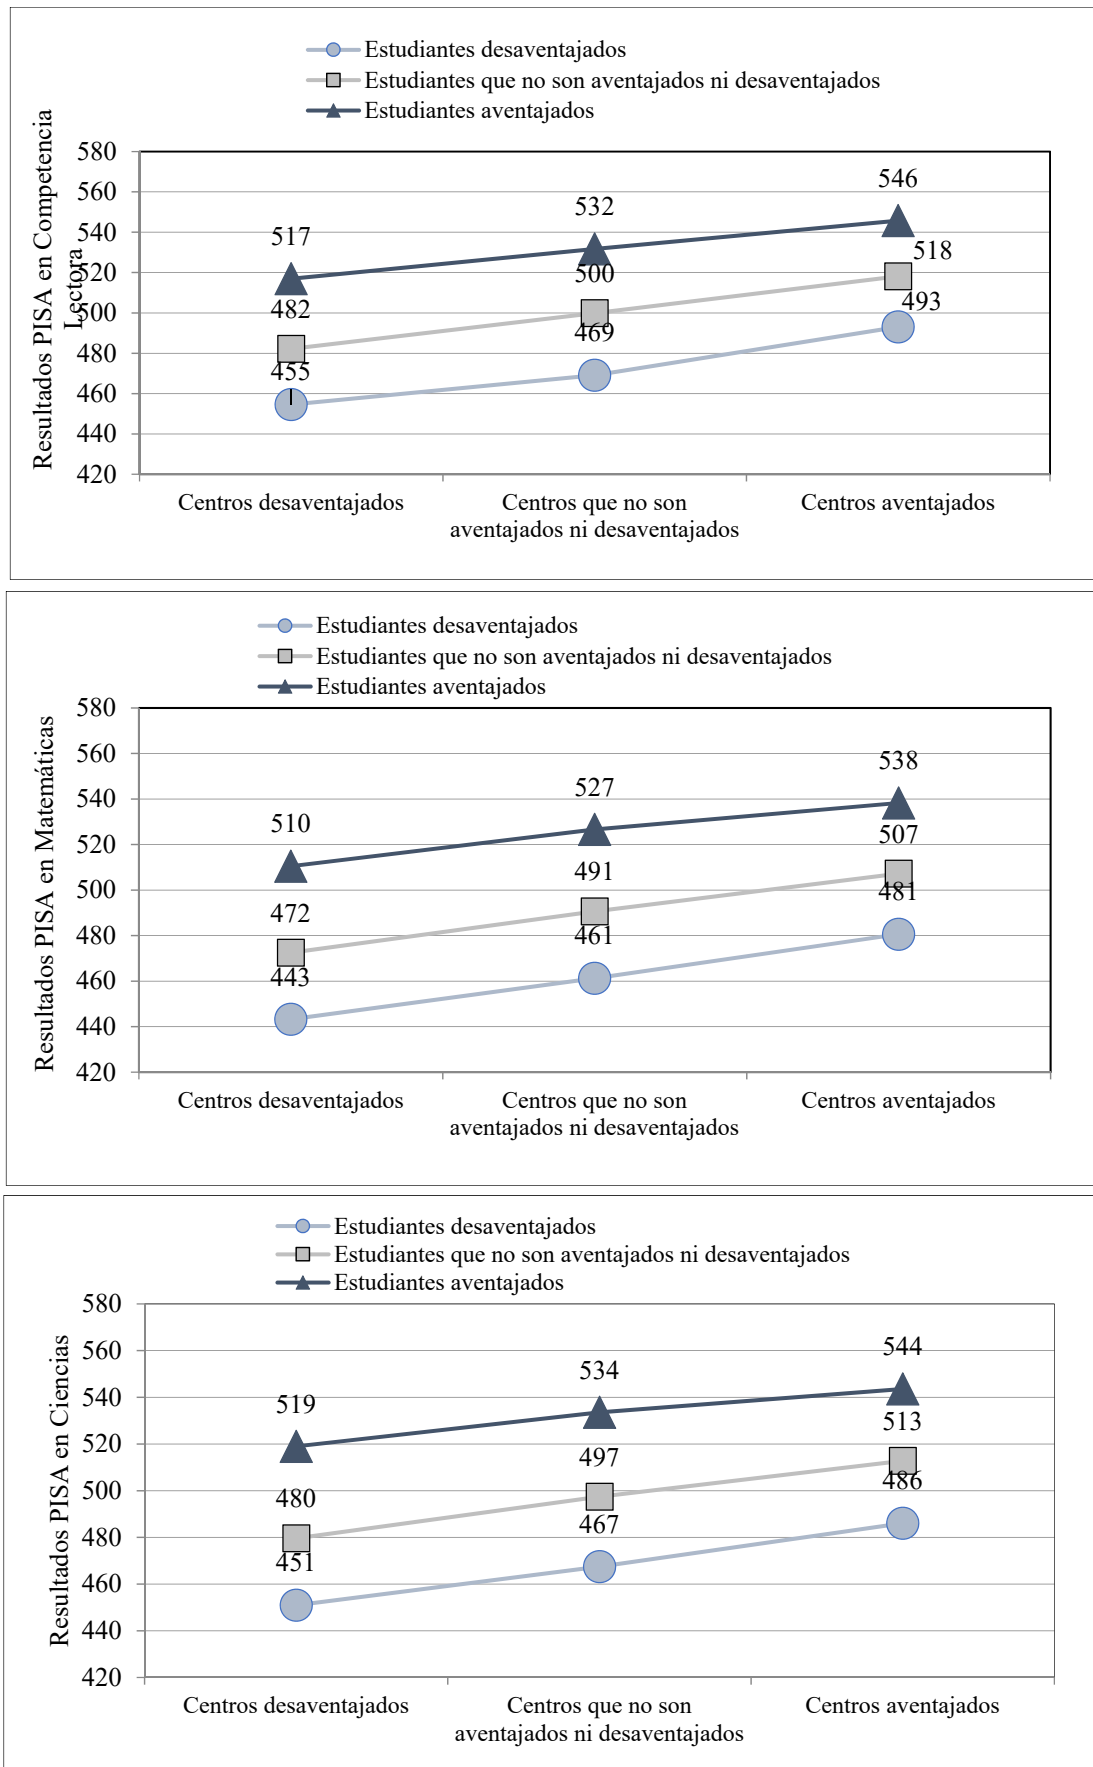 Estudiantes desaventajados
Estudiantes que no son aventajados ni desaventajados
Estudiantes aventajados
Resultados PISA en Competencia
Lectora
580
560
540
520
500
480
460
440
420
517
532
546
482
500
518
455
469
493
Centros desaventajados
Centros que no son
aventajados ni desaventajados
Centros aventajados
Estudiantes desaventajados
Estudiantes que no son aventajados ni desaventajados
Estudiantes aventajados
Resultados PISA en Matemáticas
580
560
540
520
500
480
460
440
420
510
527
538
472
491
507
443
461
481
Centros desaventajados
Centros que no son
aventajados ni desaventajados
Centros aventajados
Estudiantes desaventajados
Estudiantes que no son aventajados ni desaventajados
Estudiantes aventajados
Resultados PISA en Ciencias
580
560
540
520
500
480
460
440
420
519
534
544
480
497
513
451
467
486
Centros desaventajados
Centros que no son
aventajados ni desaventajados
Centros aventajados